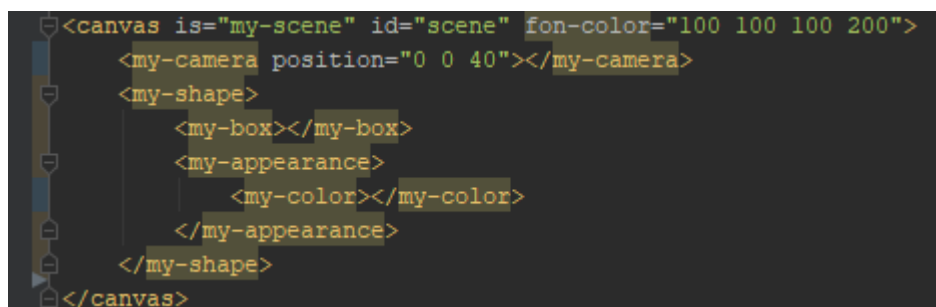 <canvas is="my-scene" id="scene" fon-color="100 100 100 200">
<my-camera position="0 0 40"></my-camera>
<my-shape>
<my-box></my-box>
<my-appearance>
<my-color></my-color>
</my-appearance>
</my-shape>
</canvas>